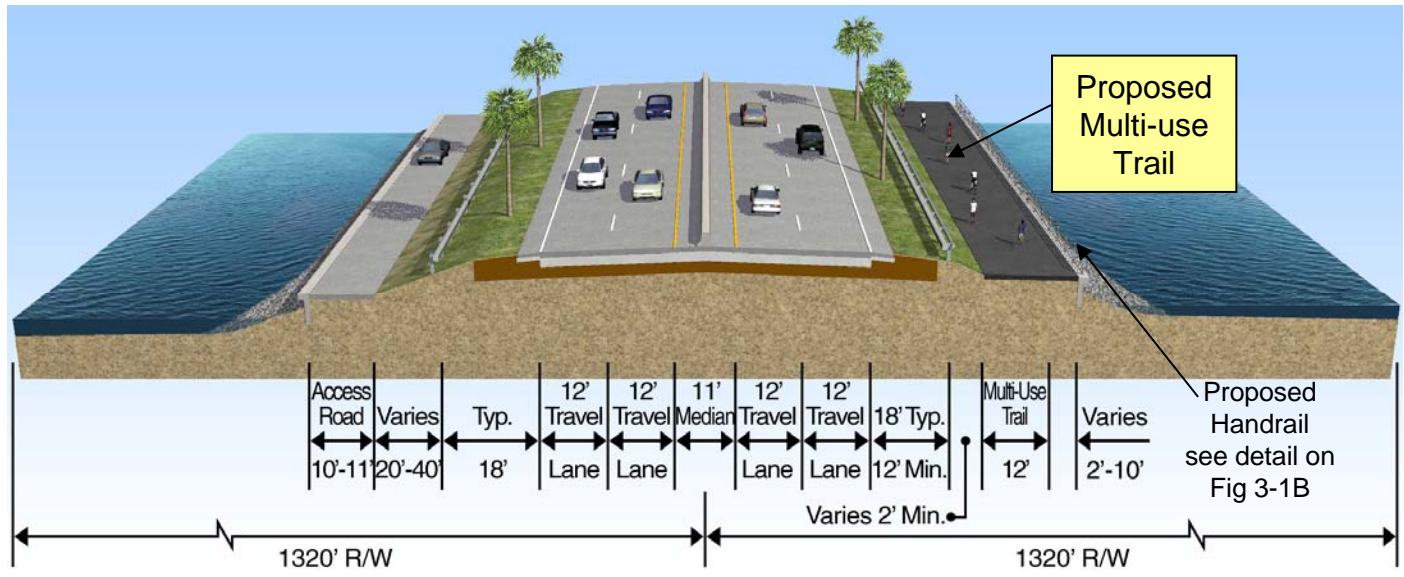 Proposed
Multi-use
Trail
Access
Road
10'-11'
Varies
20'-40'
Typ.
18'
12'
Travel
Lane
12'
Travel
Lane
11'
Median
12'
Travel
Lane
12'
Travel
Lane
18' Typ.
12' Min.
Varies 2' Min.
Multi-Use
Trail
12'
Varies
2'-10'
Proposed
Handrail
see detail on
Fig 3-1B
1320' R/W
1320' R/W